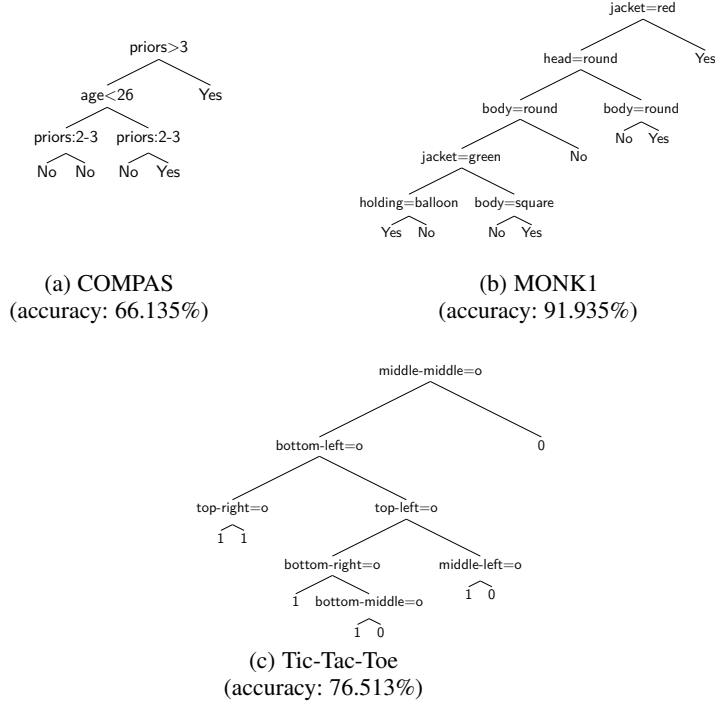 priors>3
age<26 Yes
priors:2-3 priors:2-3
No No No Yes
(a) COMPAS
(accuracy: 66.135%)
jacket=red
head=round Yes
body=round body=round
No Yes
jacket=green No
holding=balloon body=square
Yes No No Yes
(b) MONK1
(accuracy: 91.935%)
middle-middle=o
bottom-left=o 0
top-right=o top-left=o
1 1
bottom-right=o middle-left=o
1 bottom-middle=o 1 0
1 0
(c) Tic-Tac-Toe
(accuracy: 76.513%)